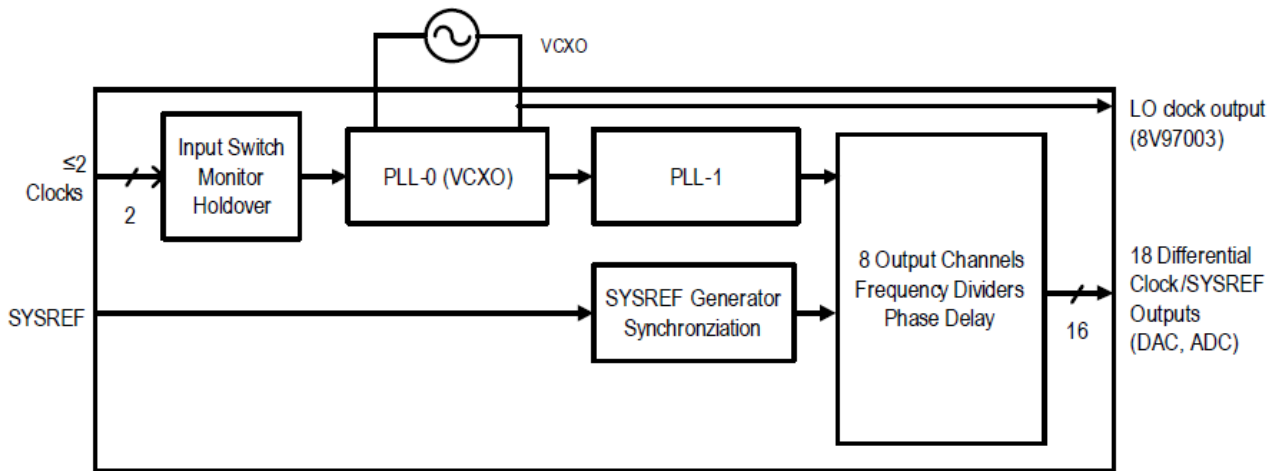 VCXO
LO clock output
(8V97003)
Input Switch
Monitor
Holdover
PLL-0 (VCXO)
PLL-1
≤2
Clocks
2
8 Output Channels
Frequency Dividers
Phase Delay
18 Differential
Clock/SYSREF
Outputs
(DAC, ADC)
16
SYSREF
SYSREF Generator
Synchronziation